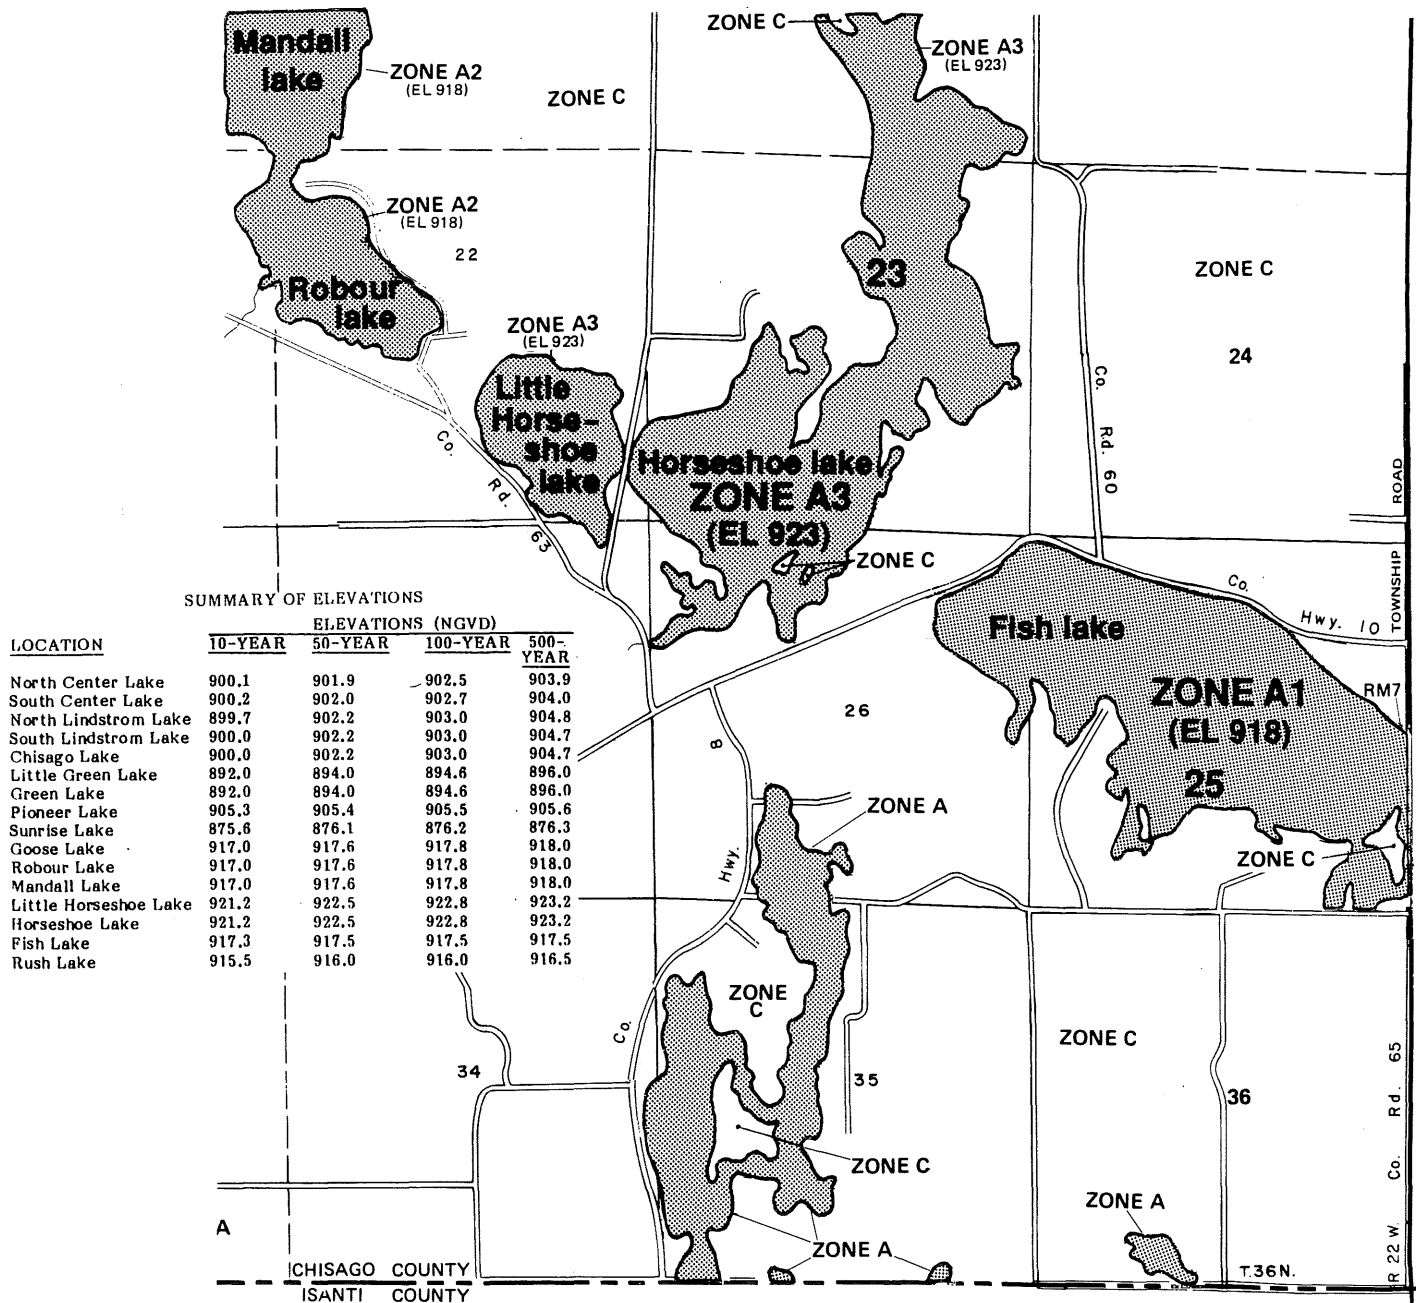 Mandall
lake
ZONE A2
(EL 918)
ZONE C
ZONE C
ZONE A3
(EL 923)
ZONE A2
(EL 918)
22
Robour
lake
23
ZONE C
24
ZONE A3
(EL 923)
Little
Horse-
shoe
lake
Horseshoe lake
ZONE A3
(EL 923)
ZONE C
Co. Rd. 63
Co. Rd. 60
TOWNSHIP ROAD
Co. Hwy. 10
Fish lake
ZONE A1
(EL 918)
25
RM7
ZONE C
26
Co. Hwy. 8
ZONE A
SUMMARY OF ELEVATIONS
ELEVATIONS (NGVD)
LOCATION 10-YEAR 50-YEAR 100-YEAR 500-
YEAR
North Center Lake 900.1 901.9 902.5 903.9
South Center Lake 900.2 902.0 902.7 904.0
North Lindstrom Lake 899.7 902.2 903.0 904.8
South Lindstrom Lake 900.0 902.2 903.0 904.7
Chisago Lake 900.0 902.2 903.0 904.7
Little Green Lake 892.0 894.0 894.6 896.0
Green Lake 892.0 894.0 894.6 896.0
Pioneer Lake 905.3 905.4 905.5 905.6
Sunrise Lake 875.6 876.1 876.2 876.3
Goose Lake 917.0 917.6 917.8 918.0
Robour Lake 917.0 917.6 917.8 918.0
Mandall Lake 917.0 917.6 917.8 918.0
Little Horseshoe Lake 921.2 922.5 922.8 923.2
Horseshoe Lake 921.2 922.5 922.8 923.2
Fish Lake 917.3 917.5 917.5 917.5
Rush Lake 915.5 916.0 916.0 916.5
ZONE
C
34
35
ZONE C
36
Co. Rd. 65
ZONE C
ZONE A
ZONE A
A
T.36N.
R 22 W.
CHISAGO COUNTY
ISANTI COUNTY